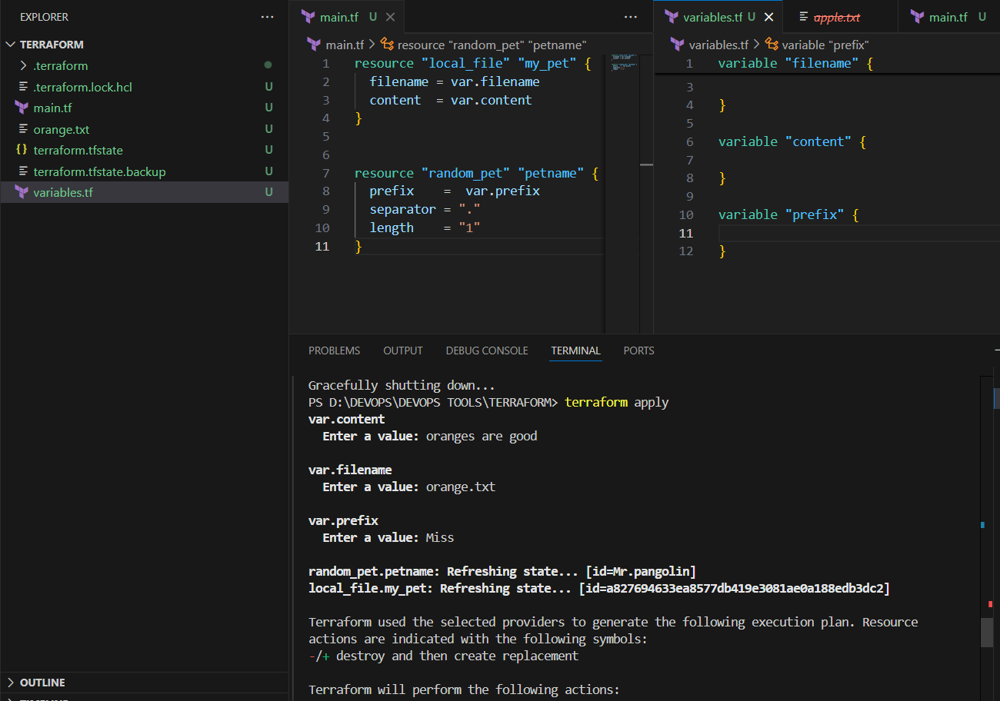 EXPLORER
···
TERRAFORM
.terraform
.terraform.lock.hcl U
main.tf U
orange.txt U
{} terraform.tfstate U
terraform.tfstate.backup U
variables.tf U
OUTLINE
main.tf U
···
main.tf > resource "random_pet" "petname"
1 resource "local_file" "my_pet" {
2 filename = var.filename
3 content = var.content
4 }
5
6
7 resource "random_pet" "petname" {
8 prefix = var.prefix
9 separator = "."
10 length = "1"
11 }
variables.tf U
apple.txt
main.tf U
variables.tf > variable "prefix"
1 variable "filename" {
3
4 }
5
6 variable "content" {
7
8 }
9
10 variable "prefix" {
11
12 }
PROBLEMS OUTPUT DEBUG CONSOLE TERMINAL PORTS
Gracefully shutting down...
PS D:\DEVOPS\DEVOPS TOOLS\TERRAFORM> terraform apply
var.content
Enter a value: oranges are good
var.filename
Enter a value: orange.txt
var.prefix
Enter a value: Miss
random_pet.petname: Refreshing state... [id=Mr.pangolin]
local_file.my_pet: Refreshing state... [id=a827694633ea8577db419e3081ae0a188edb3dc2]
Terraform used the selected providers to generate the following execution plan. Resource
actions are indicated with the following symbols:
-/+ destroy and then create replacement
Terraform will perform the following actions: